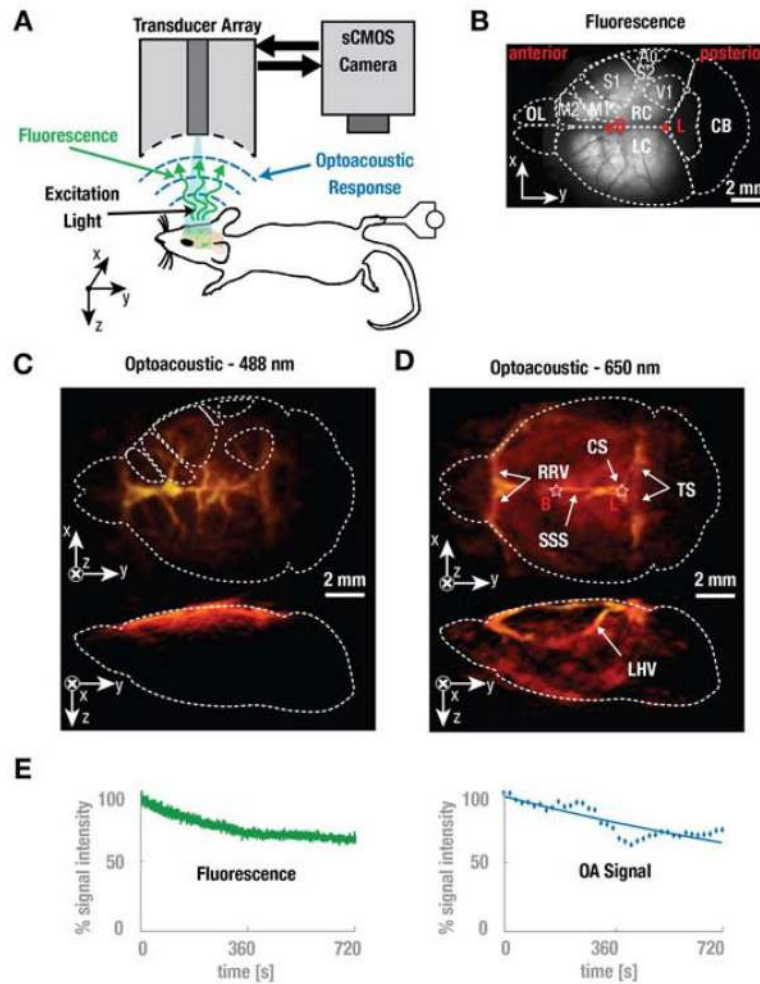 A
Transducer Array
sCMOS
Camera
Fluorescence
Optoacoustic
Response
Excitation
Light
x
y
z
B
Fluorescence
anterior
posterior
Au
S2
S1
V1
M2
M1
RC
OL
B
L
CB
LC
x
y
2 mm
C
Optoacoustic - 488 nm
x
z
y
2 mm
x
y
z
D
Optoacoustic - 650 nm
CS
RRV
TS
B
L
SSS
x
z
y
2 mm
LHV
x
y
z
E
% signal intensity
100
50
0
Fluorescence
0
360
720
time [s]
% signal intensity
100
50
0
OA Signal
0
360
720
time [s]